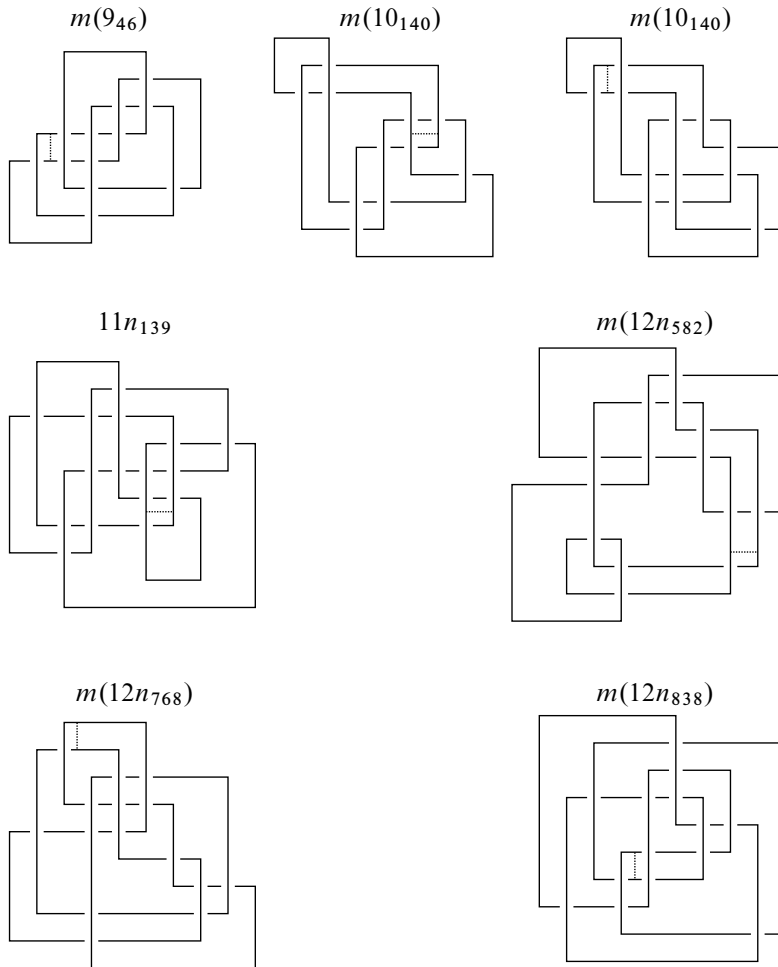 m(9₄₆)
m(10₁₄₀)
m(10₁₄₀)
11n₁₃₉
m(12n₅₈₂)
m(12n₇₆₈)
m(12n₈₃₈)